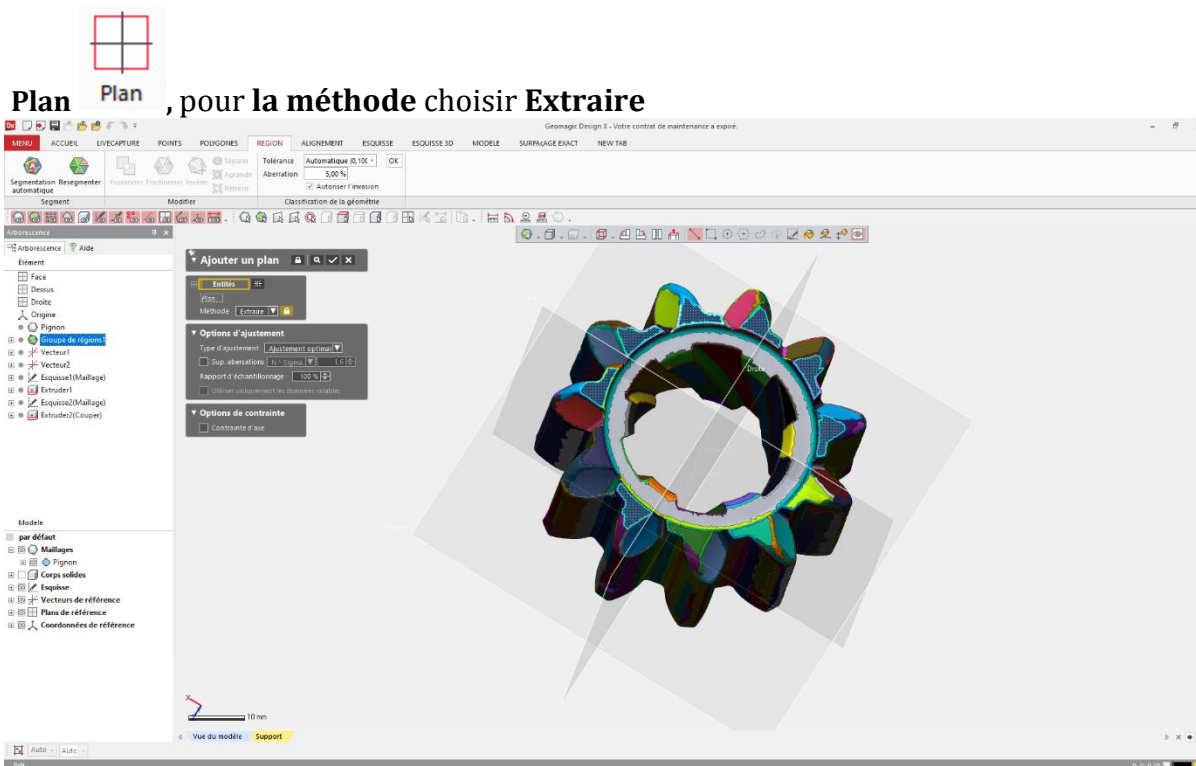 Plan
Plan , pour la méthode choisir Extraire
Geomagic Design X - Votre contrat de maintenance a expiré.
MENU ACCUEIL LIVECAPTURE POINTS POLYGONES REGION ALIGNEMENT ESQUISSE ESQUISSE 3D MODELE SURFAÇAGE EXACT NEW TAB
Segmentation automatique
Resegmenter
Fusionner Fractionner Insérer
Séparer
Agrandir
Rétrécir
Tolérance Automatique (0,10( OK
Aberration 5,00 %
Autoriser l'invasion
Segment Modifier Classification de la géométrie
Arborescence
Arborescence Aide
Élément
Face
Dessus
Droite
Origine
Pignon
Groupe de régions1
Vecteur1
Vecteur2
Esquisse1(Maillage)
Extruder1
Esquisse2(Maillage)
Extruder2(Couper)
Ajouter un plan
Entités
Plan
Méthode Extraire
Options d'ajustement
Type d'ajustement Ajustement optimal
Sup. aberrations N * Sigma 1.6
Rapport d'échantillonnage 100 %
Utiliser uniquement les données valables
Options de contrainte
Contrainte d'axe
Droite
Modele
par défaut
Maillages
Pignon
Corps solides
Esquisse
Vecteurs de référence
Plans de référence
Coordonnées de référence
X
10 mm
Vue du modèle Support
Auto Auto
Prêt